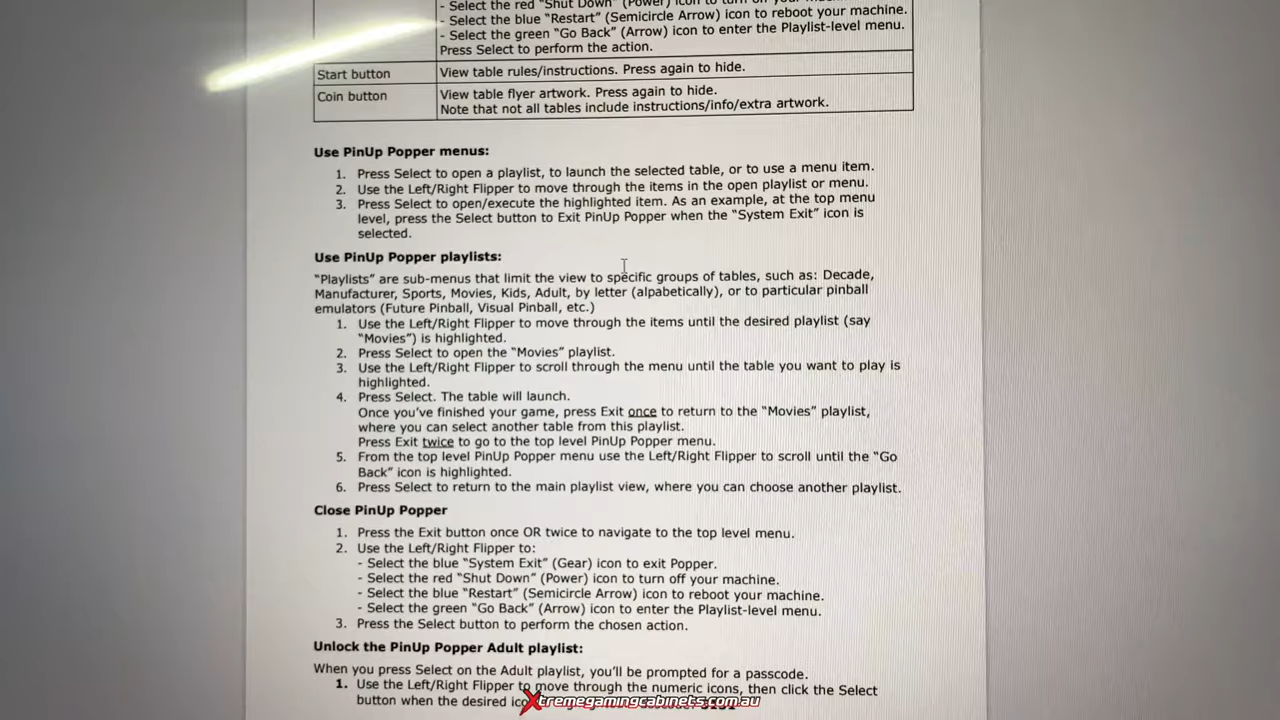 - Select the red "Shut Down" (Power) icon to turn off your machine.
- Select the blue "Restart" (Semicircle Arrow) icon to reboot your machine.
- Select the green "Go Back" (Arrow) icon to enter the Playlist-level menu.
Press Select to perform the action.
Start button View table rules/instructions. Press again to hide.
Coin button View table flyer artwork. Press again to hide.
Note that not all tables include instructions/info/extra artwork.
Use PinUp Popper menus:
1. Press Select to open a playlist, to launch the selected table, or to use a menu item.
2. Use the Left/Right Flipper to move through the items in the open playlist or menu.
3. Press Select to open/execute the highlighted item. As an example, at the top menu
level, press the Select button to Exit PinUp Popper when the "System Exit" icon is
selected.
Use PinUp Popper playlists:
"Playlists" are sub-menus that limit the view to specific groups of tables, such as: Decade,
Manufacturer, Sports, Movies, Kids, Adult, by letter (alpabetically), or to particular pinball
emulators (Future Pinball, Visual Pinball, etc.)
1. Use the Left/Right Flipper to move through the items until the desired playlist (say
"Movies") is highlighted.
2. Press Select to open the "Movies" playlist.
3. Use the Left/Right Flipper to scroll through the menu until the table you want to play is
highlighted.
4. Press Select. The table will launch.
Once you've finished your game, press Exit once to return to the "Movies" playlist,
where you can select another table from this playlist.
Press Exit twice to go to the top level PinUp Popper menu.
5. From the top level PinUp Popper menu use the Left/Right Flipper to scroll until the "Go
Back" icon is highlighted.
6. Press Select to return to the main playlist view, where you can choose another playlist.
Close PinUp Popper
1. Press the Exit button once OR twice to navigate to the top level menu.
2. Use the Left/Right Flipper to:
- Select the blue "System Exit" (Gear) icon to exit Popper.
- Select the red "Shut Down" (Power) icon to turn off your machine.
- Select the blue "Restart" (Semicircle Arrow) icon to reboot your machine.
- Select the green "Go Back" (Arrow) icon to enter the Playlist-level menu.
3. Press the Select button to perform the chosen action.
Unlock the PinUp Popper Adult playlist:
When you press Select on the Adult playlist, you'll be prompted for a passcode.
1. Use the Left/Right Flipper to move through the numeric icons, then click the Select
button when the desired
Xtremegamingcabinets.com.au